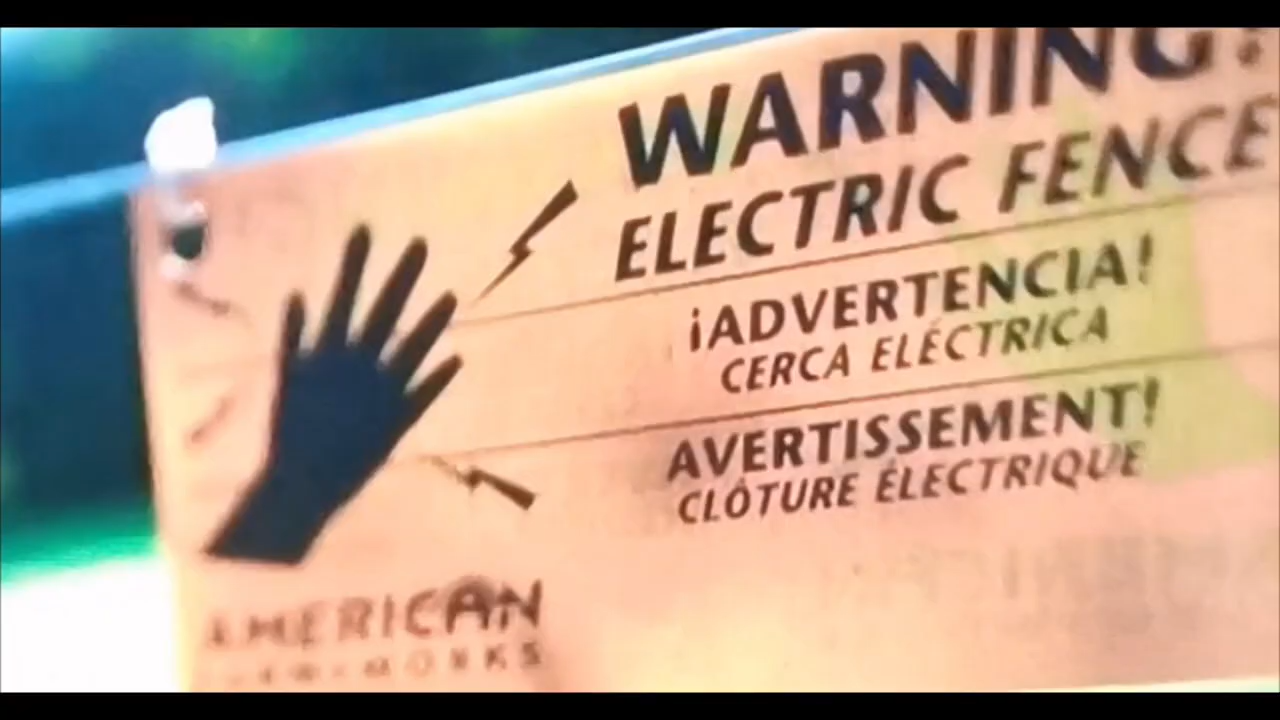 WARNING!
ELECTRIC FENCE
¡ADVERTENCIA!
CERCA ELÉCTRICA
AVERTISSEMENT!
CLÔTURE ÉLECTRIQUE
AMERICAN